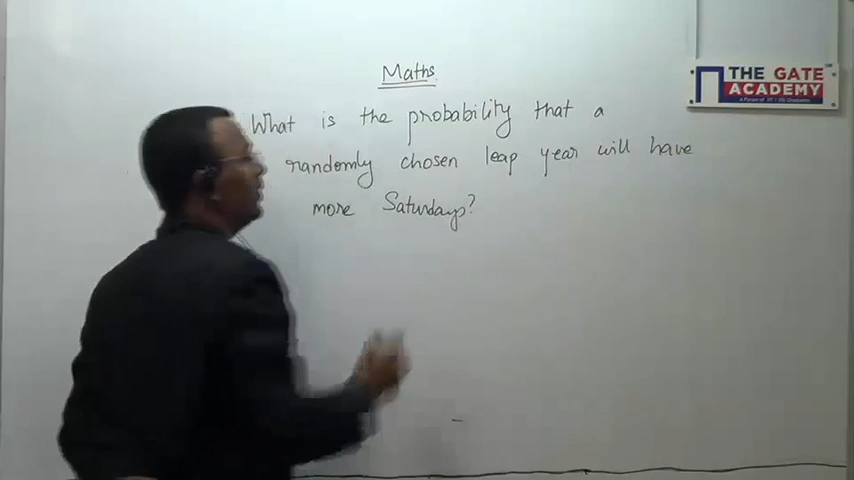 Maths
What is the probability that a
randomly chosen leap year will have
more Saturdays?
THE GATE
ACADEMY